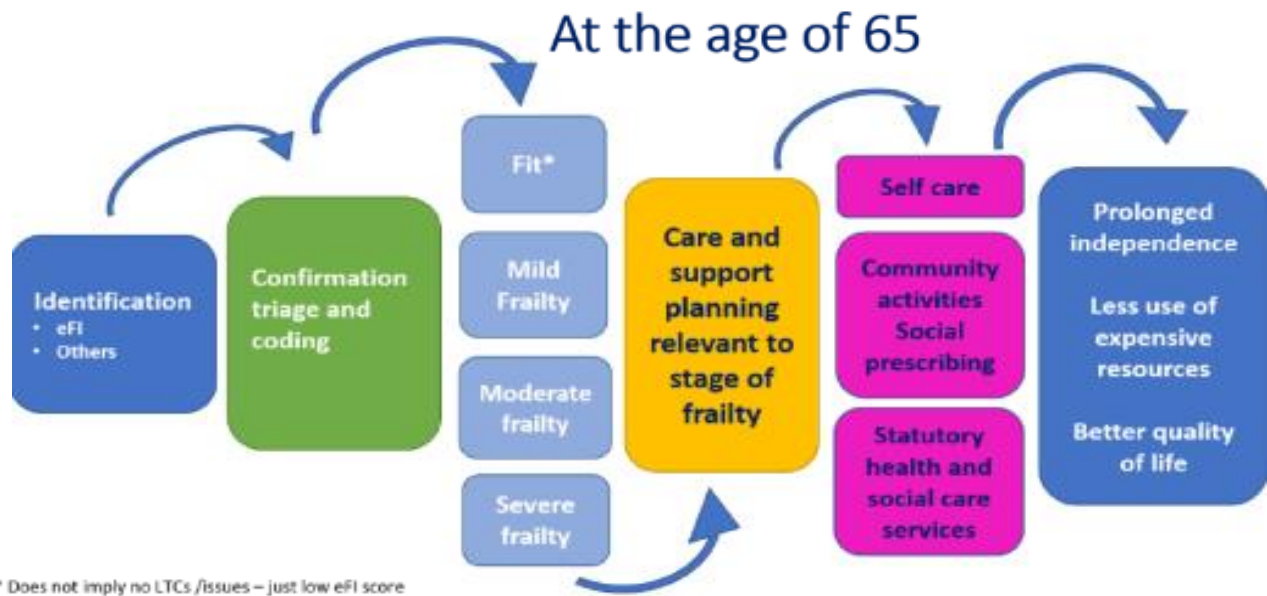 At the age of 65
Identification
• eFI
• Others
Confirmation
triage and
coding
Fit*
Mild
Frailty
Moderate
frailty
Severe
frailty
Care and
support
planning
relevant to
stage of
frailty
Self care
Community
activities
Social
prescribing
Statutory
health and
social care
services
Prolonged
independence
Less use of
expensive
resources
Better quality
of life
* Does not imply no LTCs /issues – just low eFI score